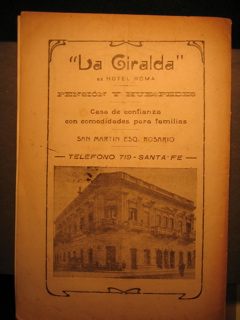 "La Giralda"
ex HOTEL ROMA
PENSIÓN Y HUESPEDES
Casa de confianza
con comodidades para familias
SAN MARTIN ESQ. ROSARIO
TELEFONO 719 - SANTA-FE